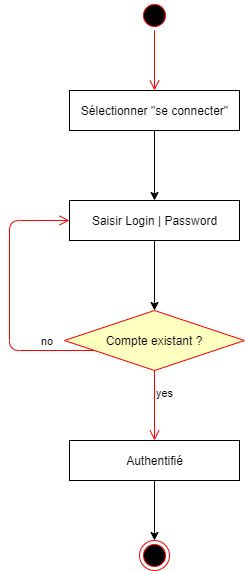 Sélectionner "se connecter"
Saisir Login | Password
Compte existant ?
no
yes
Authentifié